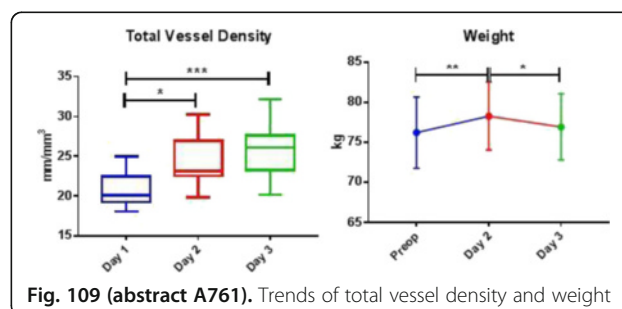 Total Vessel Density
Weight
***
*
**
*
35
30
25
20
15
mm/mm³
Day 1
Day 2
Day 3
85
80
75
70
65
kg
Preop
Day 2
Day 3
Fig. 109 (abstract A761). Trends of total vessel density and weight